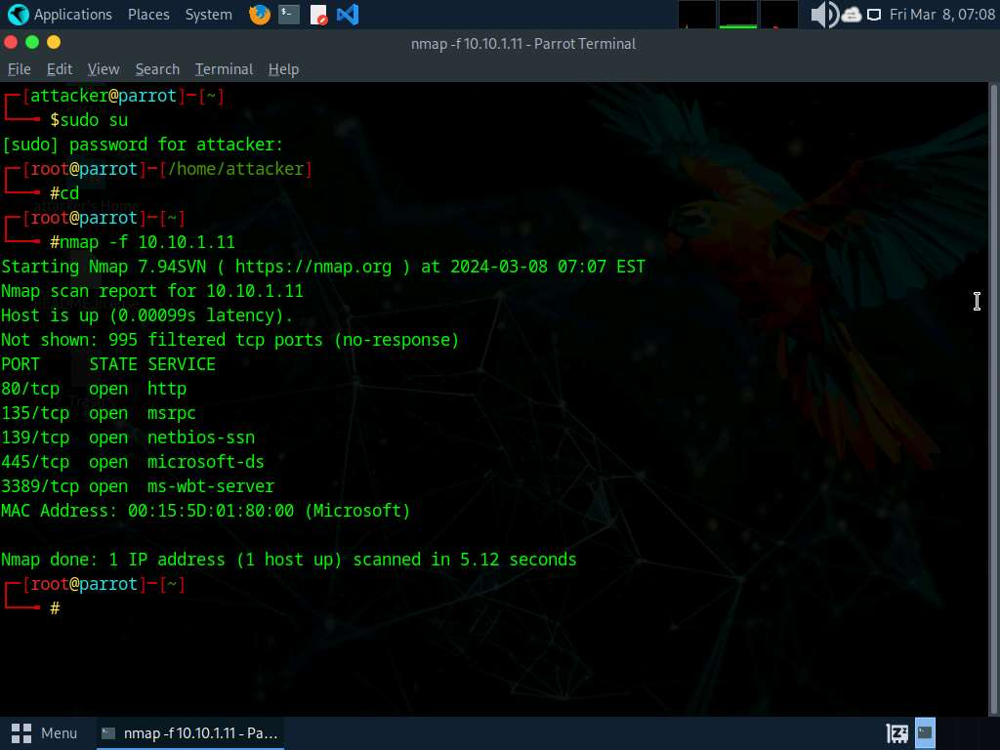 Applications Places System Fri Mar 8, 07:08
nmap -f 10.10.1.11 - Parrot Terminal
File Edit View Search Terminal Help
┌─[attacker@parrot]─[~]
└──╼ $sudo su
[sudo] password for attacker:
┌─[root@parrot]─[/home/attacker]
└──╼ #cd
┌─[root@parrot]─[~]
└──╼ #nmap -f 10.10.1.11
Starting Nmap 7.94SVN ( https://nmap.org ) at 2024-03-08 07:07 EST
Nmap scan report for 10.10.1.11
Host is up (0.00099s latency).
Not shown: 995 filtered tcp ports (no-response)
PORT     STATE SERVICE
80/tcp   open  http
135/tcp  open  msrpc
139/tcp  open  netbios-ssn
445/tcp  open  microsoft-ds
3389/tcp open  ms-wbt-server
MAC Address: 00:15:5D:01:80:00 (Microsoft)
Nmap done: 1 IP address (1 host up) scanned in 5.12 seconds
┌─[root@parrot]─[~]
└──╼ #
Menu nmap -f 10.10.1.11 - Pa...